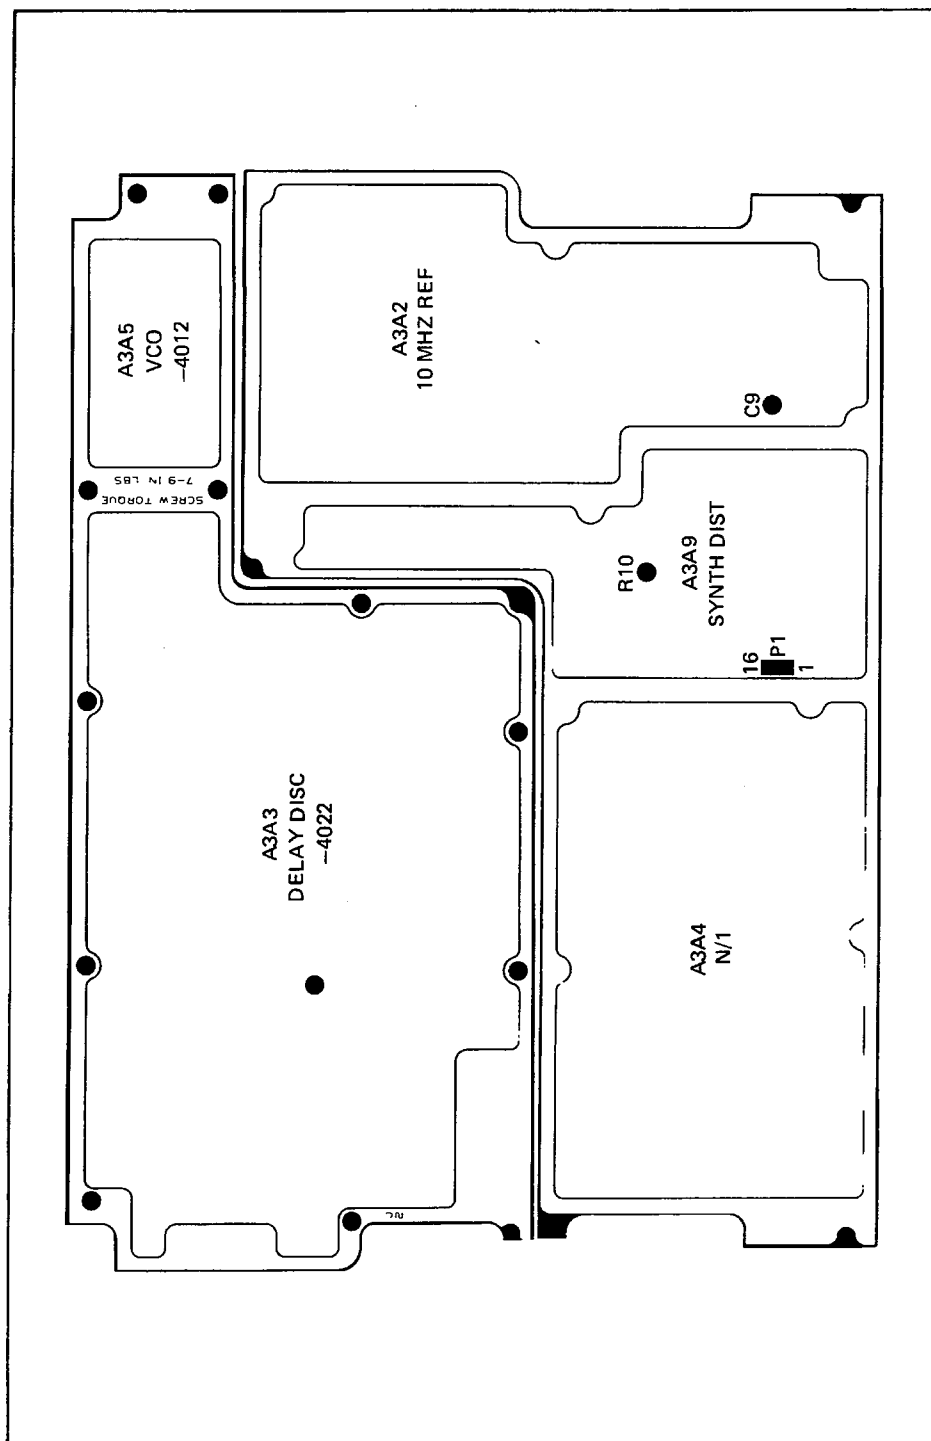 A3A5
VCO
—4012
SCREW TORQUE
7–9 IN LBS
A3A2
10 MHZ REF
C9
R10
A3A9
SYNTH DIST
16
P1
1
A3A3
DELAY DISC
—4022
A3A4
N/1
NC